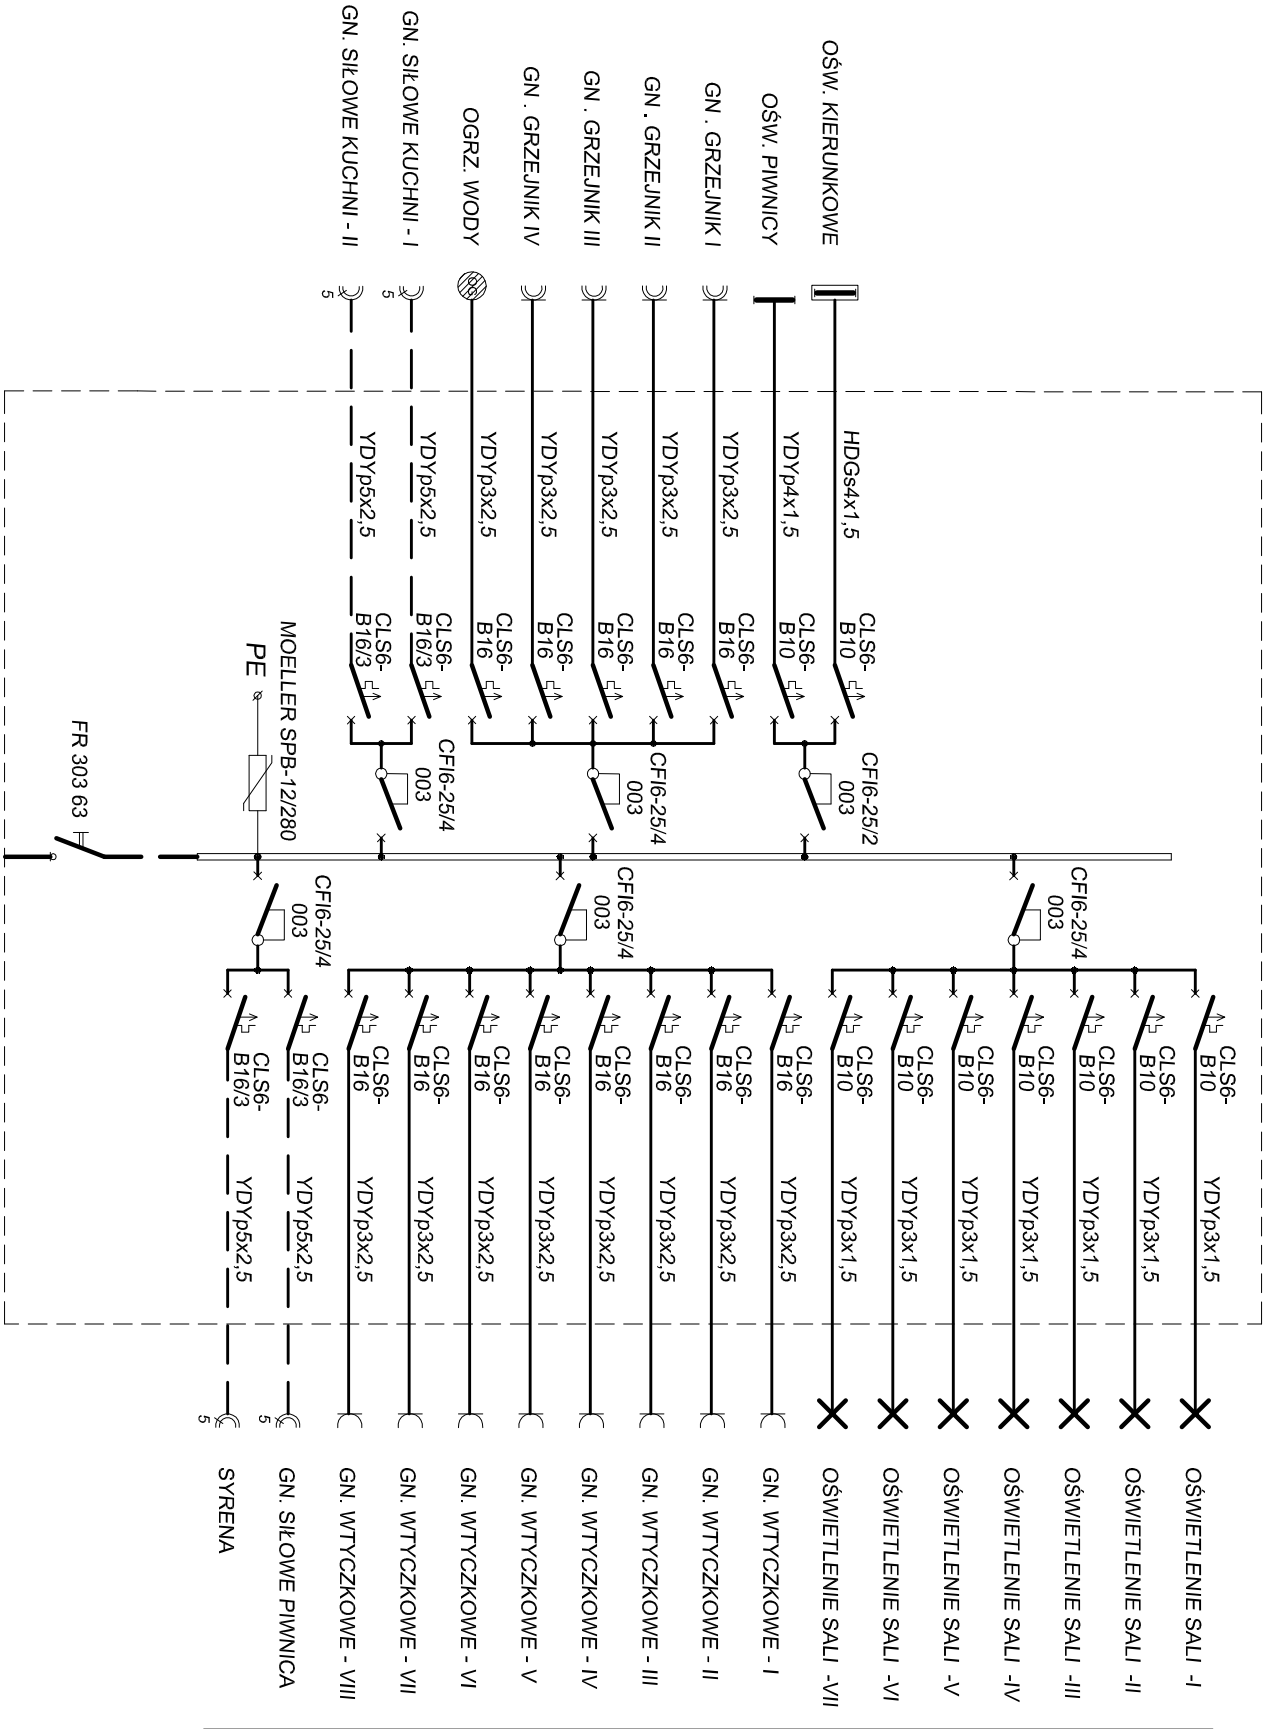 OŚWIETLENIE SALI -I
OŚWIETLENIE SALI -II
OŚWIETLENIE SALI -III
OŚWIETLENIE SALI -IV
OŚWIETLENIE SALI -V
OŚWIETLENIE SALI -VI
OŚWIETLENIE SALI -VII
GN. WTYCZKOWE - I
GN. WTYCZKOWE - II
GN. WTYCZKOWE - III
GN. WTYCZKOWE - IV
GN. WTYCZKOWE - V
GN. WTYCZKOWE - VI
GN. WTYCZKOWE - VII
GN. WTYCZKOWE - VIII
GN. SIŁOWE PIWNICA
SYRENA
5
5
YDYp3x1,5
YDYp3x1,5
YDYp3x1,5
YDYp3x1,5
YDYp3x1,5
YDYp3x1,5
YDYp3x1,5
YDYp3x2,5
YDYp3x2,5
YDYp3x2,5
YDYp3x2,5
YDYp3x2,5
YDYp3x2,5
YDYp3x2,5
YDYp3x2,5
YDYp5x2,5
YDYp5x2,5
CLS6-
B10
CLS6-
B10
CLS6-
B10
CLS6-
B10
CLS6-
B10
CLS6-
B10
CLS6-
B10
CLS6-
B16
CLS6-
B16
CLS6-
B16
CLS6-
B16
CLS6-
B16
CLS6-
B16
CLS6-
B16
CLS6-
B16
CLS6-
B16/3
CLS6-
B16/3
CFI6-25/4
003
CFI6-25/4
003
CFI6-25/4
003
CFI6-25/2
003
CFI6-25/4
003
CFI6-25/4
003
MOELLER SPB-12/280
PE
FR 303 63
CLS6-
B10
CLS6-
B10
CLS6-
B16
CLS6-
B16
CLS6-
B16
CLS6-
B16
CLS6-
B16
CLS6-
B16/3
CLS6-
B16/3
HDGs4x1,5
YDYp4x1,5
YDYp3x2,5
YDYp3x2,5
YDYp3x2,5
YDYp3x2,5
YDYp3x2,5
YDYp5x2,5
YDYp5x2,5
5
5
OŚW. KIERUNKOWE
OŚW. PIWNICY
GN . GRZEJNIK I
GN . GRZEJNIK II
GN . GRZEJNIK III
GN . GRZEJNIK IV
OGRZ. WODY
GN. SIŁOWE KUCHNI - I
GN. SIŁOWE KUCHNI - II